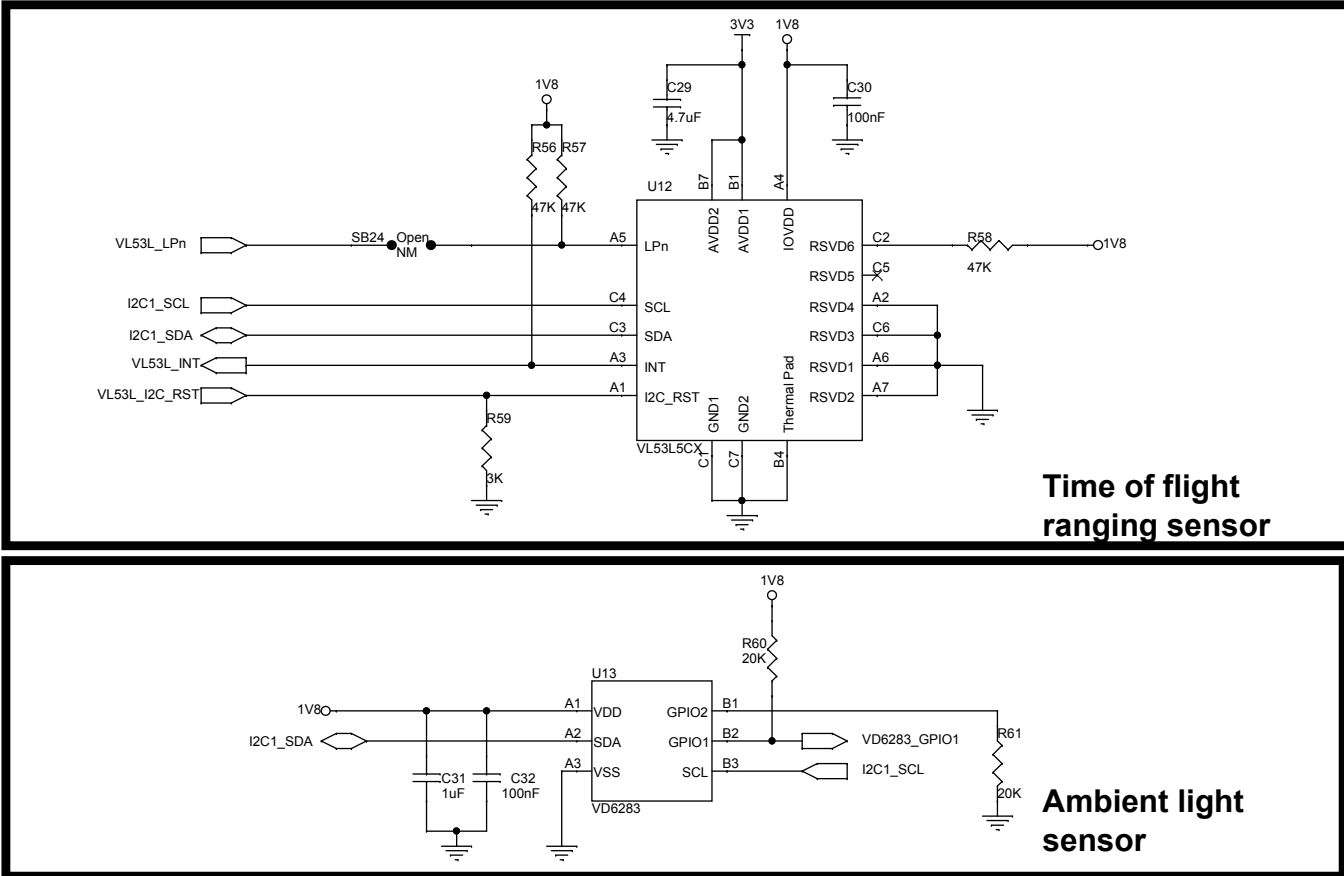 3V3 1V8
C29
4.7uF
C30
100nF
1V8
R56 R57
47K 47K
U12
B7 B1 A4
AVDD2 AVDD1 IOVDD
VL53L_LPn SB24 Open NM A5 LPn
RSVD6 C2 R58 47K 1V8
RSVD5 C5
I2C1_SCL C4 SCL RSVD4 A2
I2C1_SDA C3 SDA RSVD3 C6
VL53L_INT A3 INT RSVD1 A6
VL53L_I2C_RST A1 I2C_RST RSVD2 A7
R59
3K
GND1 GND2 Thermal Pad
VL53L5CX
C1 C7 B4
Time of flight
ranging sensor
1V8
R60
20K
U13
1V8 A1 VDD GPIO2 B1
I2C1_SDA A2 SDA GPIO1 B2 VD6283_GPIO1
A3 VSS SCL B3 I2C1_SCL
R61
20K
C31
1uF
C32
100nF
VD6283
Ambient light
sensor